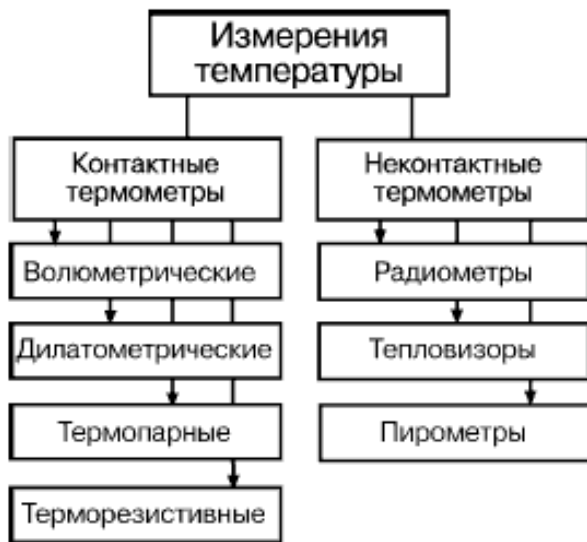 Измерения
температуры
Контактные
термометры
Неконтактные
термометры
Волюметрические
Дилатометрические
Термопарные
Терморезистивные
Радиометры
Тепловизоры
Пирометры